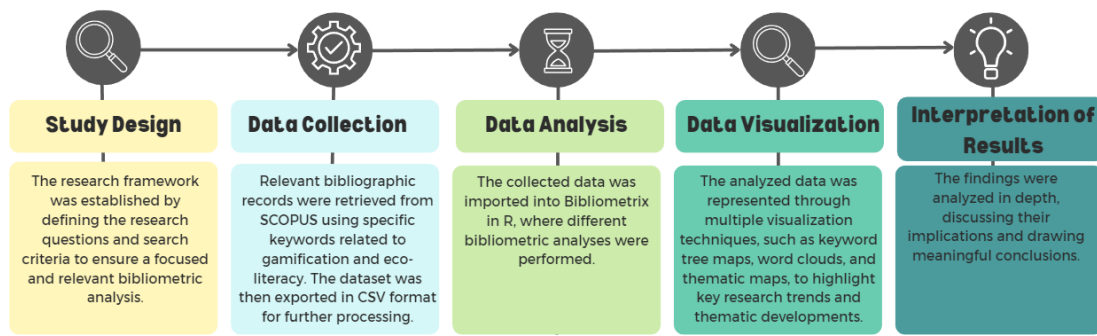 Study Design
The research framework
was established by
defining the research
questions and search
criteria to ensure a focused
and relevant bibliometric
analysis.
Data Collection
Relevant bibliographic
records were retrieved from
SCOPUS using specific
keywords related to
gamification and eco-
literacy. The dataset was
then exported in CSV format
for further processing.
Data Analysis
The collected data was
imported into Bibliometrix
in R, where different
bibliometric analyses were
performed.
Data Visualization
The analyzed data was
represented through
multiple visualization
techniques, such as keyword
tree maps, word clouds, and
thematic maps, to highlight
key research trends and
thematic developments.
Interpretation of
Results
The findings were
analyzed in depth,
discussing their
implications and drawing
meaningful conclusions.